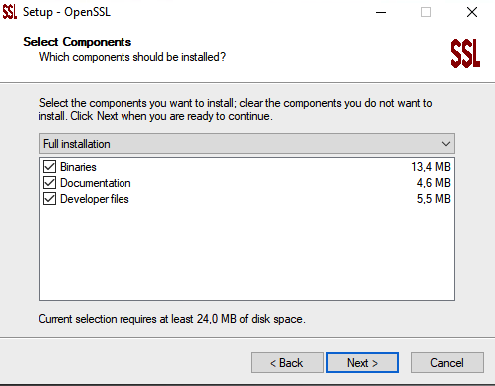 SSL Setup - OpenSSL
Select Components
Which components should be installed?
SSL
Select the components you want to install; clear the components you do not want to
install. Click Next when you are ready to continue.
Full installation
Binaries 13,4 MB
Documentation 4,6 MB
Developer files 5,5 MB
Current selection requires at least 24,0 MB of disk space.
< Back Next > Cancel